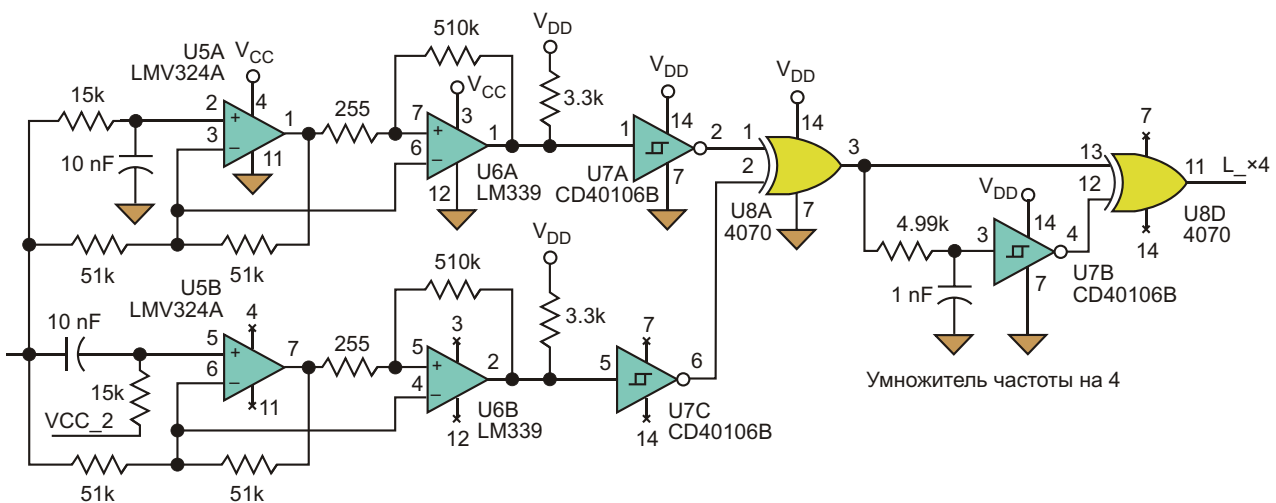 U5A
LMV324A
V_CC
15k
2
3
+
−
4
1
11
10 nF
51k
51k
255
510k
7
6
+
−
V_CC
3
1
12
U6A
LM339
V_DD
3.3k
1
V_DD
14
2
7
U7A
CD40106B
V_DD
1
2
14
3
7
U8A
4070
4.99k
1 nF
V_DD
3
14
4
7
U7B
CD40106B
7
13
12
11
14
U8D
4070
L_×4
U5B
LMV324A
10 nF
15k
VCC_2
5
6
+
−
4
7
11
51k
51k
255
510k
5
4
+
−
3
2
12
U6B
LM339
V_DD
3.3k
5
7
6
14
U7C
CD40106B
Умножитель частоты на 4